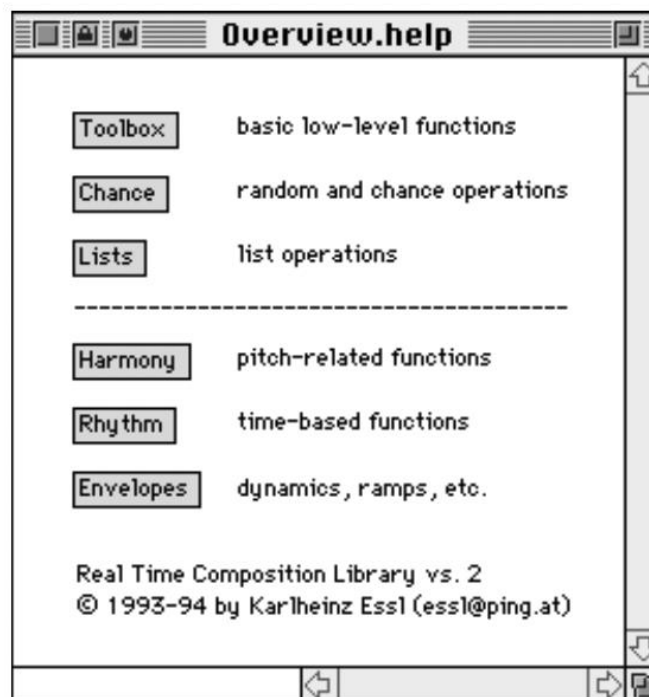 Overview.help
Toolbox basic low-level functions
Chance random and chance operations
Lists list operations
------------------------------------------
Harmony pitch-related functions
Rhythm time-based functions
Envelopes dynamics, ramps, etc.
Real Time Composition Library vs. 2
© 1993-94 by Karlheinz Essl (essl@ping.at)